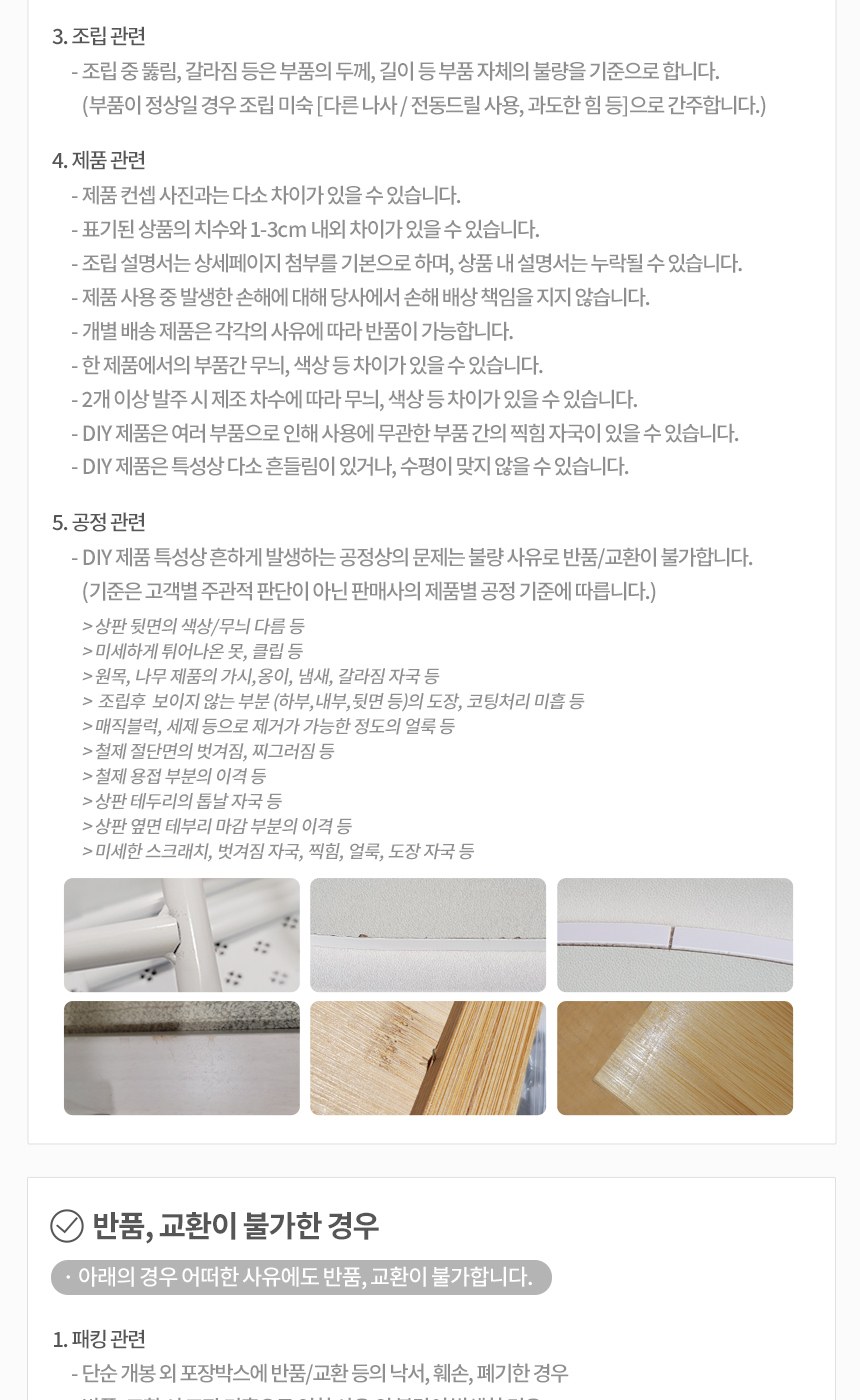 3. 조립 관련
- 조립 중 뚫림, 갈라짐 등은 부품의 두께, 길이 등 부품 자체의 불량을 기준으로 합니다.
(부품이 정상일 경우 조립 미숙 [다른 나사 / 전동드릴 사용, 과도한 힘 등]으로 간주합니다.)
4. 제품 관련
- 제품 컨셉 사진과는 다소 차이가 있을 수 있습니다.
- 표기된 상품의 치수와 1-3cm 내외 차이가 있을 수 있습니다.
- 조립 설명서는 상세페이지 첨부를 기본으로 하며, 상품 내 설명서는 누락될 수 있습니다.
- 제품 사용 중 발생한 손해에 대해 당사에서 손해 배상 책임을 지지 않습니다.
- 개별 배송 제품은 각각의 사유에 따라 반품이 가능합니다.
- 한 제품에서의 부품간 무늬, 색상 등 차이가 있을 수 있습니다.
- 2개 이상 발주 시 제조 차수에 따라 무늬, 색상 등 차이가 있을 수 있습니다.
- DIY 제품은 여러 부품으로 인해 사용에 무관한 부품 간의 찍힘 자국이 있을 수 있습니다.
- DIY 제품은 특성상 다소 흔들림이 있거나, 수평이 맞지 않을 수 있습니다.
5. 공정 관련
- DIY 제품 특성상 흔하게 발생하는 공정상의 문제는 불량 사유로 반품/교환이 불가합니다.
(기준은 고객별 주관적 판단이 아닌 판매사의 제품별 공정 기준에 따릅니다.)
> 상판 뒷면의 색상/무늬 다름 등
> 미세하게 튀어나온 못, 클립 등
> 원목, 나무 제품의 가시,옹이, 냄새, 갈라짐 자국 등
> 조립후 보이지 않는 부분 (하부,내부,뒷면 등)의 도장, 코팅처리 미흡 등
> 매직블럭, 세제 등으로 제거가 가능한 정도의 얼룩 등
> 철제 절단면의 벗겨짐, 찌그러짐 등
> 철제 용접 부분의 이격 등
> 상판 테두리의 톱날 자국 등
> 상판 옆면 테부리 마감 부분의 이격 등
> 미세한 스크래치, 벗겨짐 자국, 찍힘, 얼룩, 도장 자국 등
반품, 교환이 불가한 경우
· 아래의 경우 어떠한 사유에도 반품, 교환이 불가합니다.
1. 패킹 관련
- 단순 개봉 외 포장박스에 반품/교환 등의 낙서, 훼손, 폐기한 경우